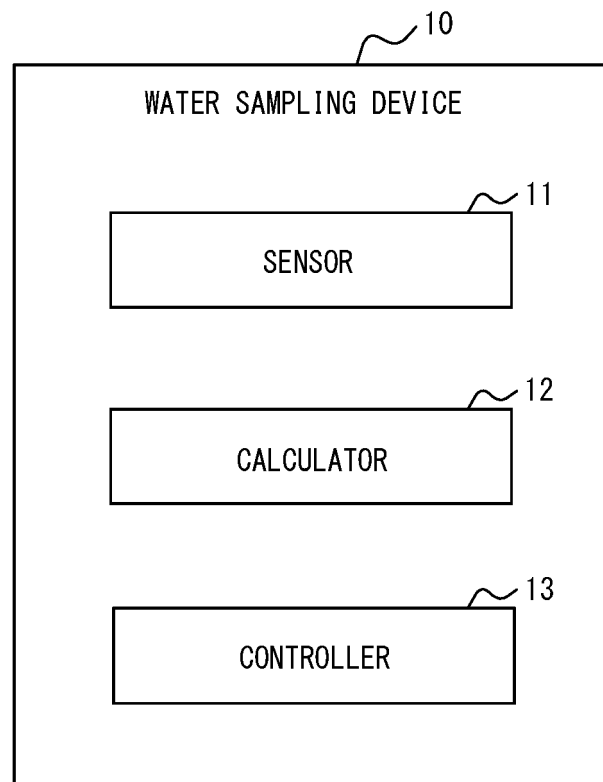 10
WATER SAMPLING DEVICE
11
SENSOR
12
CALCULATOR
13
CONTROLLER